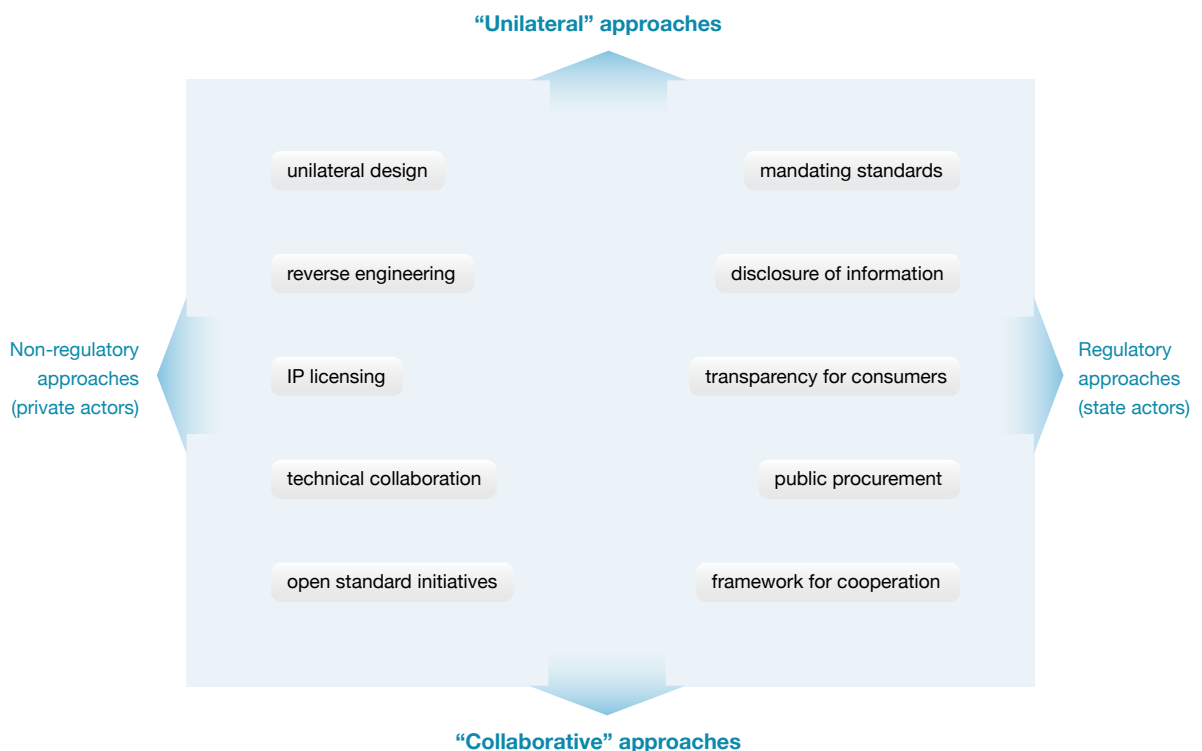 “Unilateral” approaches
unilateral design
mandating standards
reverse engineering
disclosure of information
Non-regulatory
approaches
(private actors)
IP licensing
transparency for consumers
Regulatory
approaches
(state actors)
technical collaboration
public procurement
open standard initiatives
framework for cooperation
“Collaborative” approaches